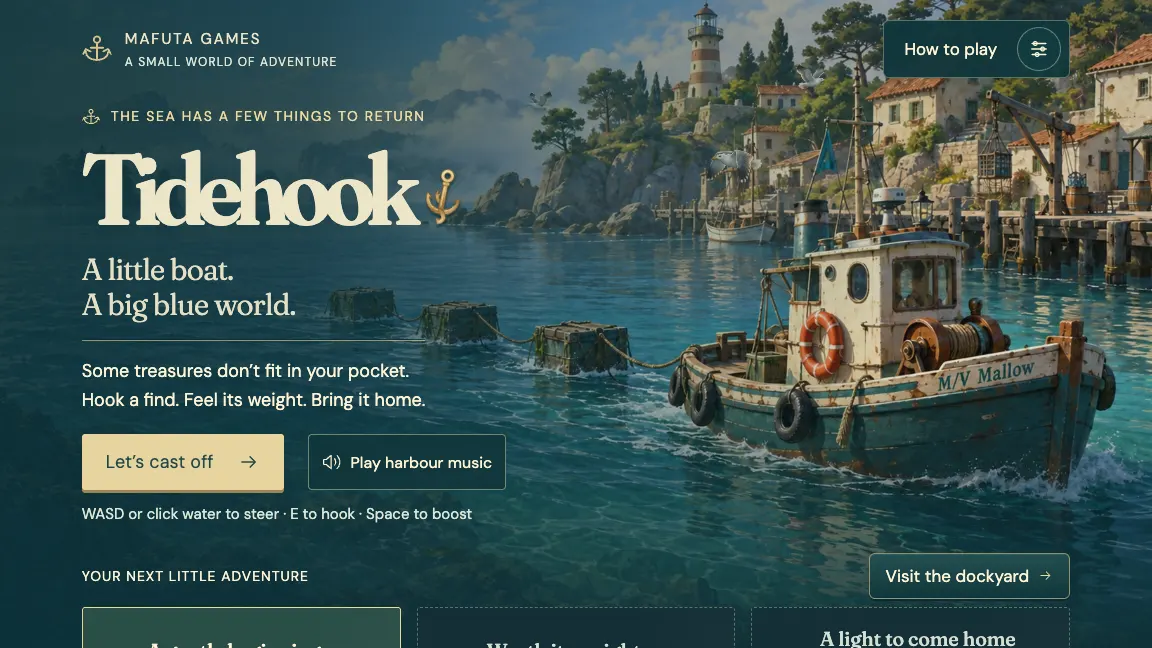 MAFUTA GAMES
A SMALL WORLD OF ADVENTURE
How to play
THE SEA HAS A FEW THINGS TO RETURN
Tidehook
A little boat.
A big blue world.
Some treasures don’t fit in your pocket.
Hook a find. Feel its weight. Bring it home.
Let’s cast off →
Play harbour music
WASD or click water to steer · E to hook · Space to boost
M/V Mallow
YOUR NEXT LITTLE ADVENTURE
Visit the dockyard →
A light to come home